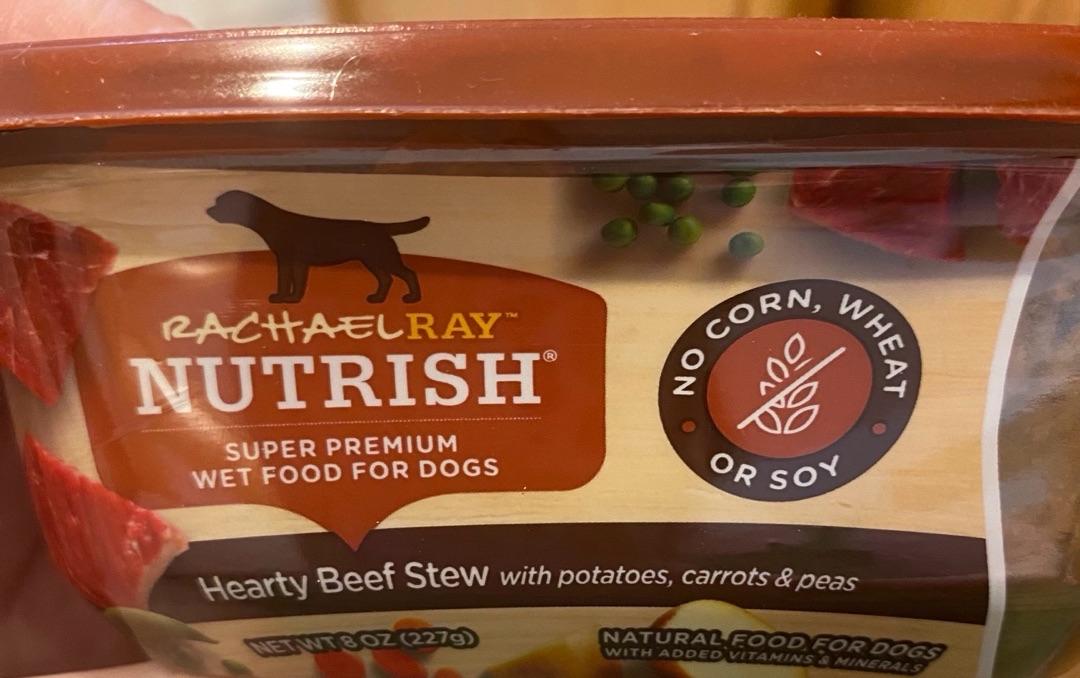 RACHAELRAY™
NUTRISH®
SUPER PREMIUM
WET FOOD FOR DOGS
NO CORN, WHEAT
OR SOY
Hearty Beef Stew with potatoes, carrots & peas
NET WT 8 OZ (227g)
NATURAL FOOD FOR DOGS
WITH ADDED VITAMINS & MINERALS